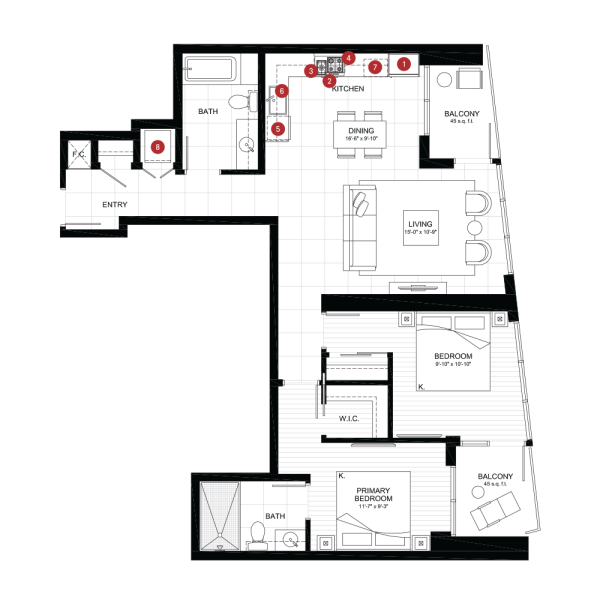 4
3
2
7
1
KITCHEN
6
5
BATH
BALCONY
45 s.q. f.t.
DINING
16'-6" x 9'-10"
8
F.C.
ENTRY
LIVING
15'-0" x 10'-9"
BEDROOM
9'-10" x 10'-10"
K.
W.I.C.
K.
PRIMARY
BEDROOM
11'-7" x 9'-3"
BALCONY
45 s.q. f.t.
BATH